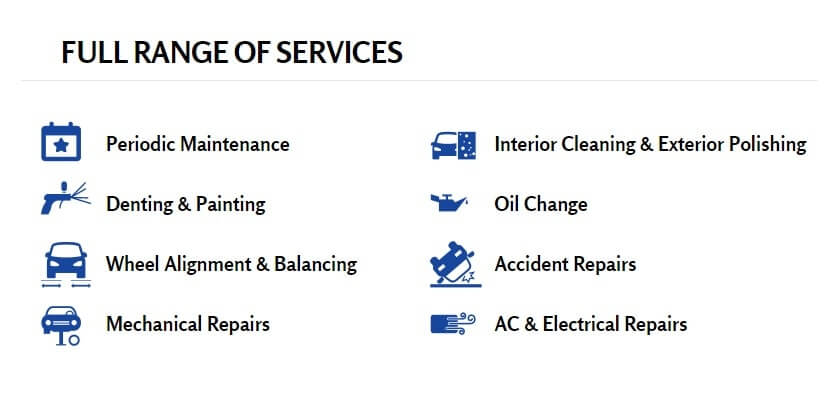 FULL RANGE OF SERVICES
Periodic Maintenance
Interior Cleaning & Exterior Polishing
Denting & Painting
Oil Change
Wheel Alignment & Balancing
Accident Repairs
Mechanical Repairs
AC & Electrical Repairs